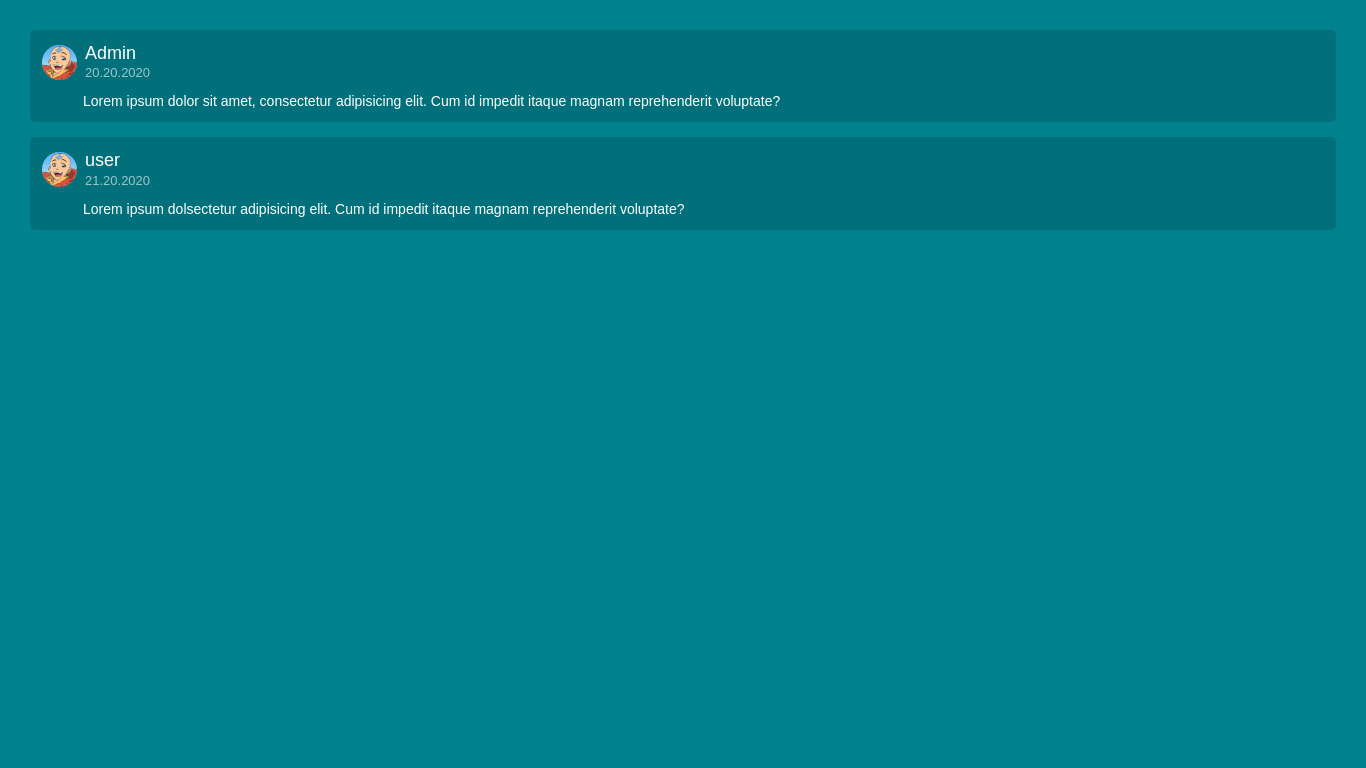 Admin
20.20.2020
Lorem ipsum dolor sit amet, consectetur adipisicing elit. Cum id impedit itaque magnam reprehenderit voluptate?
user
21.20.2020
Lorem ipsum dolsectetur adipisicing elit. Cum id impedit itaque magnam reprehenderit voluptate?